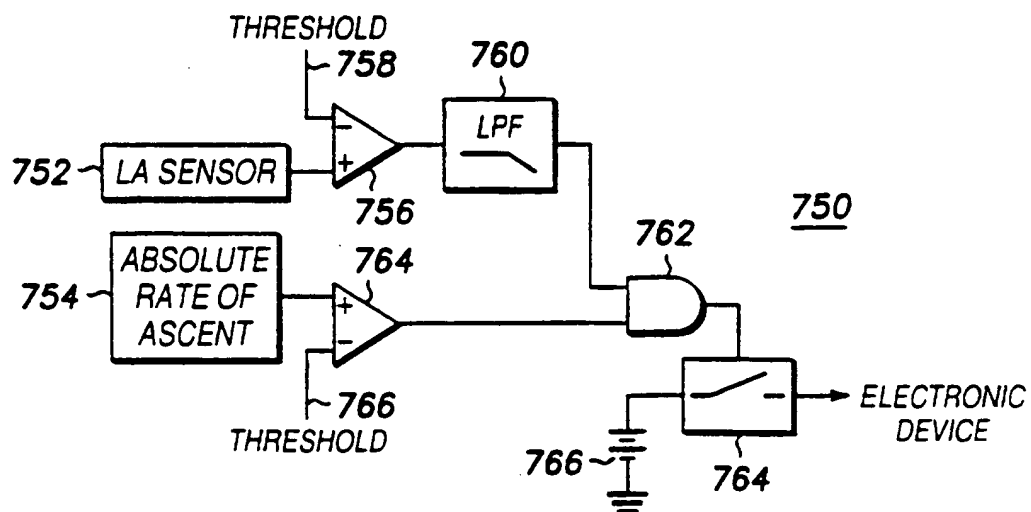 THRESHOLD
758
760
LPF
752
LA SENSOR
−
+
756
750
762
754
ABSOLUTE
RATE OF
ASCENT
764
+
−
766
THRESHOLD
ELECTRONIC
DEVICE
766
764